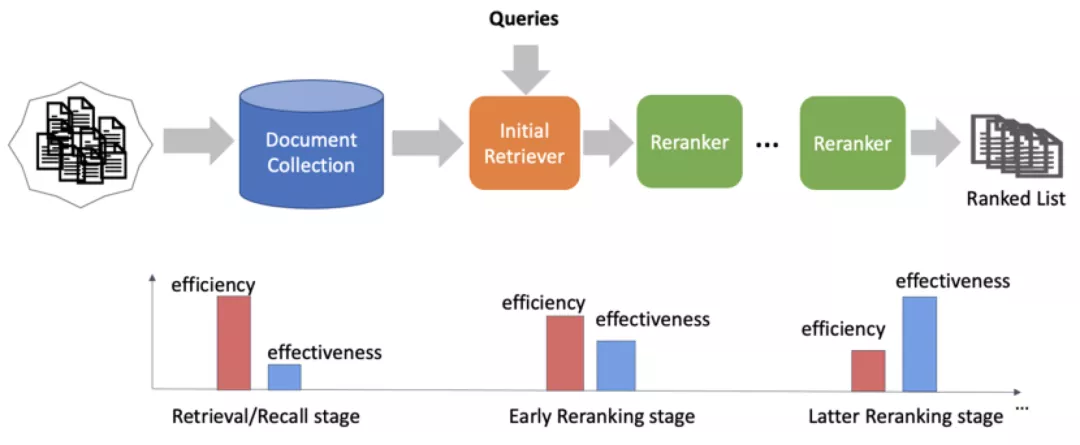 Queries
Document
Collection
Initial
Retriever
Reranker
...
Reranker
Ranked List
efficiency
effectiveness
efficiency
effectiveness
efficiency
effectiveness
Retrieval/Recall stage
Early Reranking stage
Latter Reranking stage
...